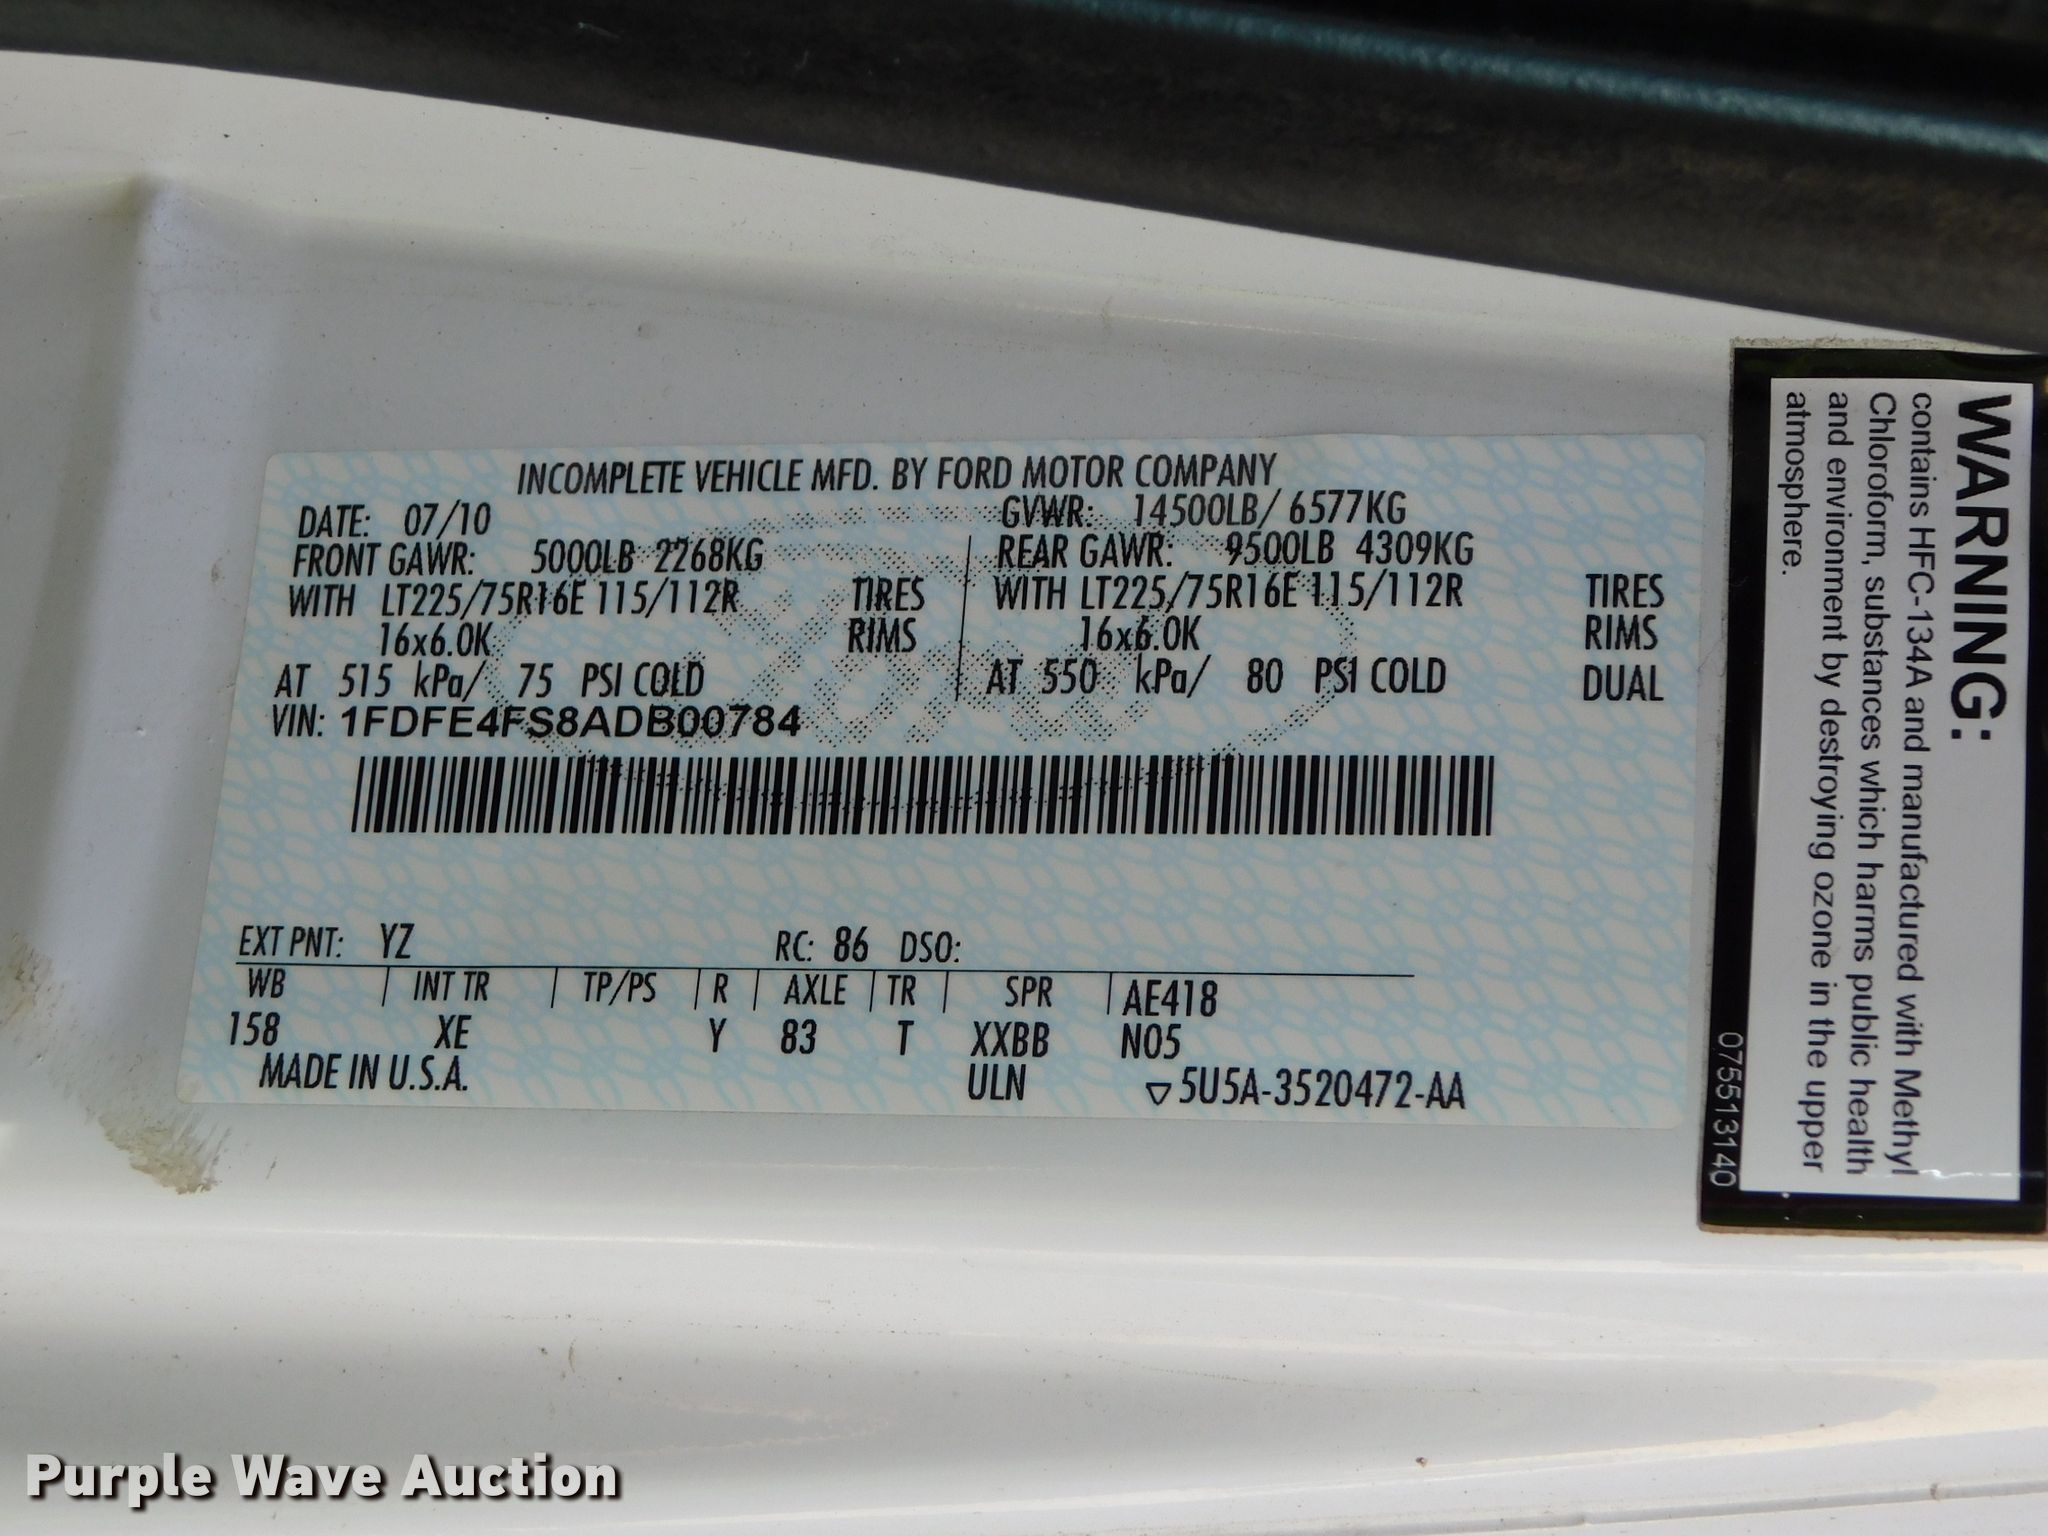 INCOMPLETE VEHICLE MFD. BY FORD MOTOR COMPANY
DATE: 07/10 GVWR: 14500LB/ 6577KG
FRONT GAWR: 5000LB 2268KG REAR GAWR: 9500LB 4309KG
WITH LT225/75R16E 115/112R TIRES WITH LT225/75R16E 115/112R TIRES
16x6.0K RIMS 16x6.0K RIMS
AT 515 kPa/ 75 PSI COLD AT 550 kPa/ 80 PSI COLD DUAL
VIN: 1FDFE4FS8ADB00784
EXT PNT: YZ RC: 86 DSO:
WB INT TR TP/PS R AXLE TR SPR AE418
158 XE Y 83 T XXBB N05
MADE IN U.S.A. ULN ▽5U5A-3520472-AA
WARNING:
contains HFC-134A and manufactured with Methyl
Chloroform, substances which harms public health
and environment by destroying ozone in the upper
atmosphere.
075513140
Purple Wave Auction